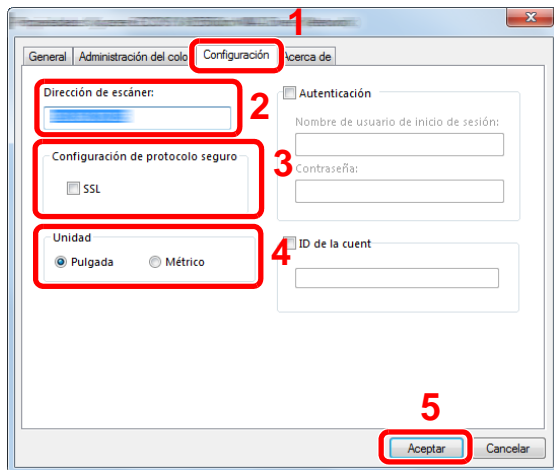 1
General
Administración del colo
Configuración
Acerca de
Dirección de escáner:
2
Configuración de protocolo seguro
SSL
3
Unidad
Pulgada
Métrico
4
Autenticación
Nombre de usuario de inicio de sesión:
Contraseña:
ID de la cuent
5
Aceptar
Cancelar